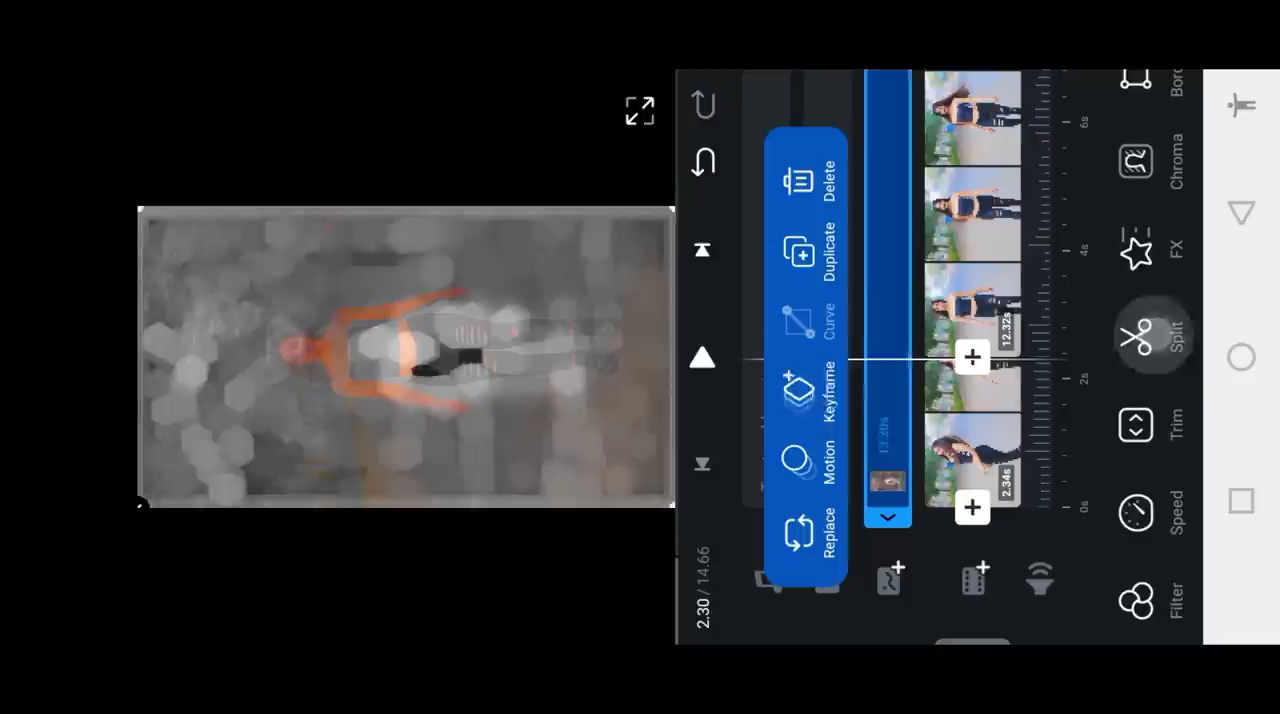 2.30 / 14.66
Replace
Motion
Keyframe
Curve
Duplicate
Delete
2.34s
12.32s
0s
2s
4s
6s
Filter
Speed
Trim
Split
FX
Chroma